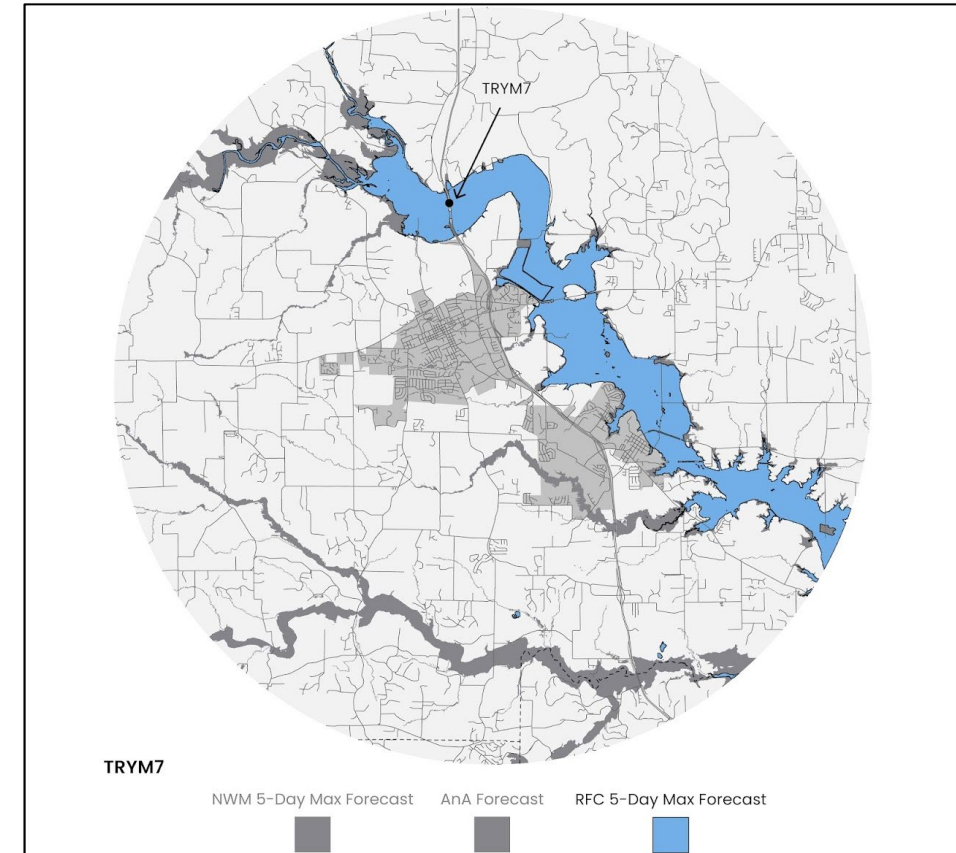 TRYM7
TRYM7
NWM 5-Day Max Forecast
AnA Forecast
RFC 5-Day Max Forecast